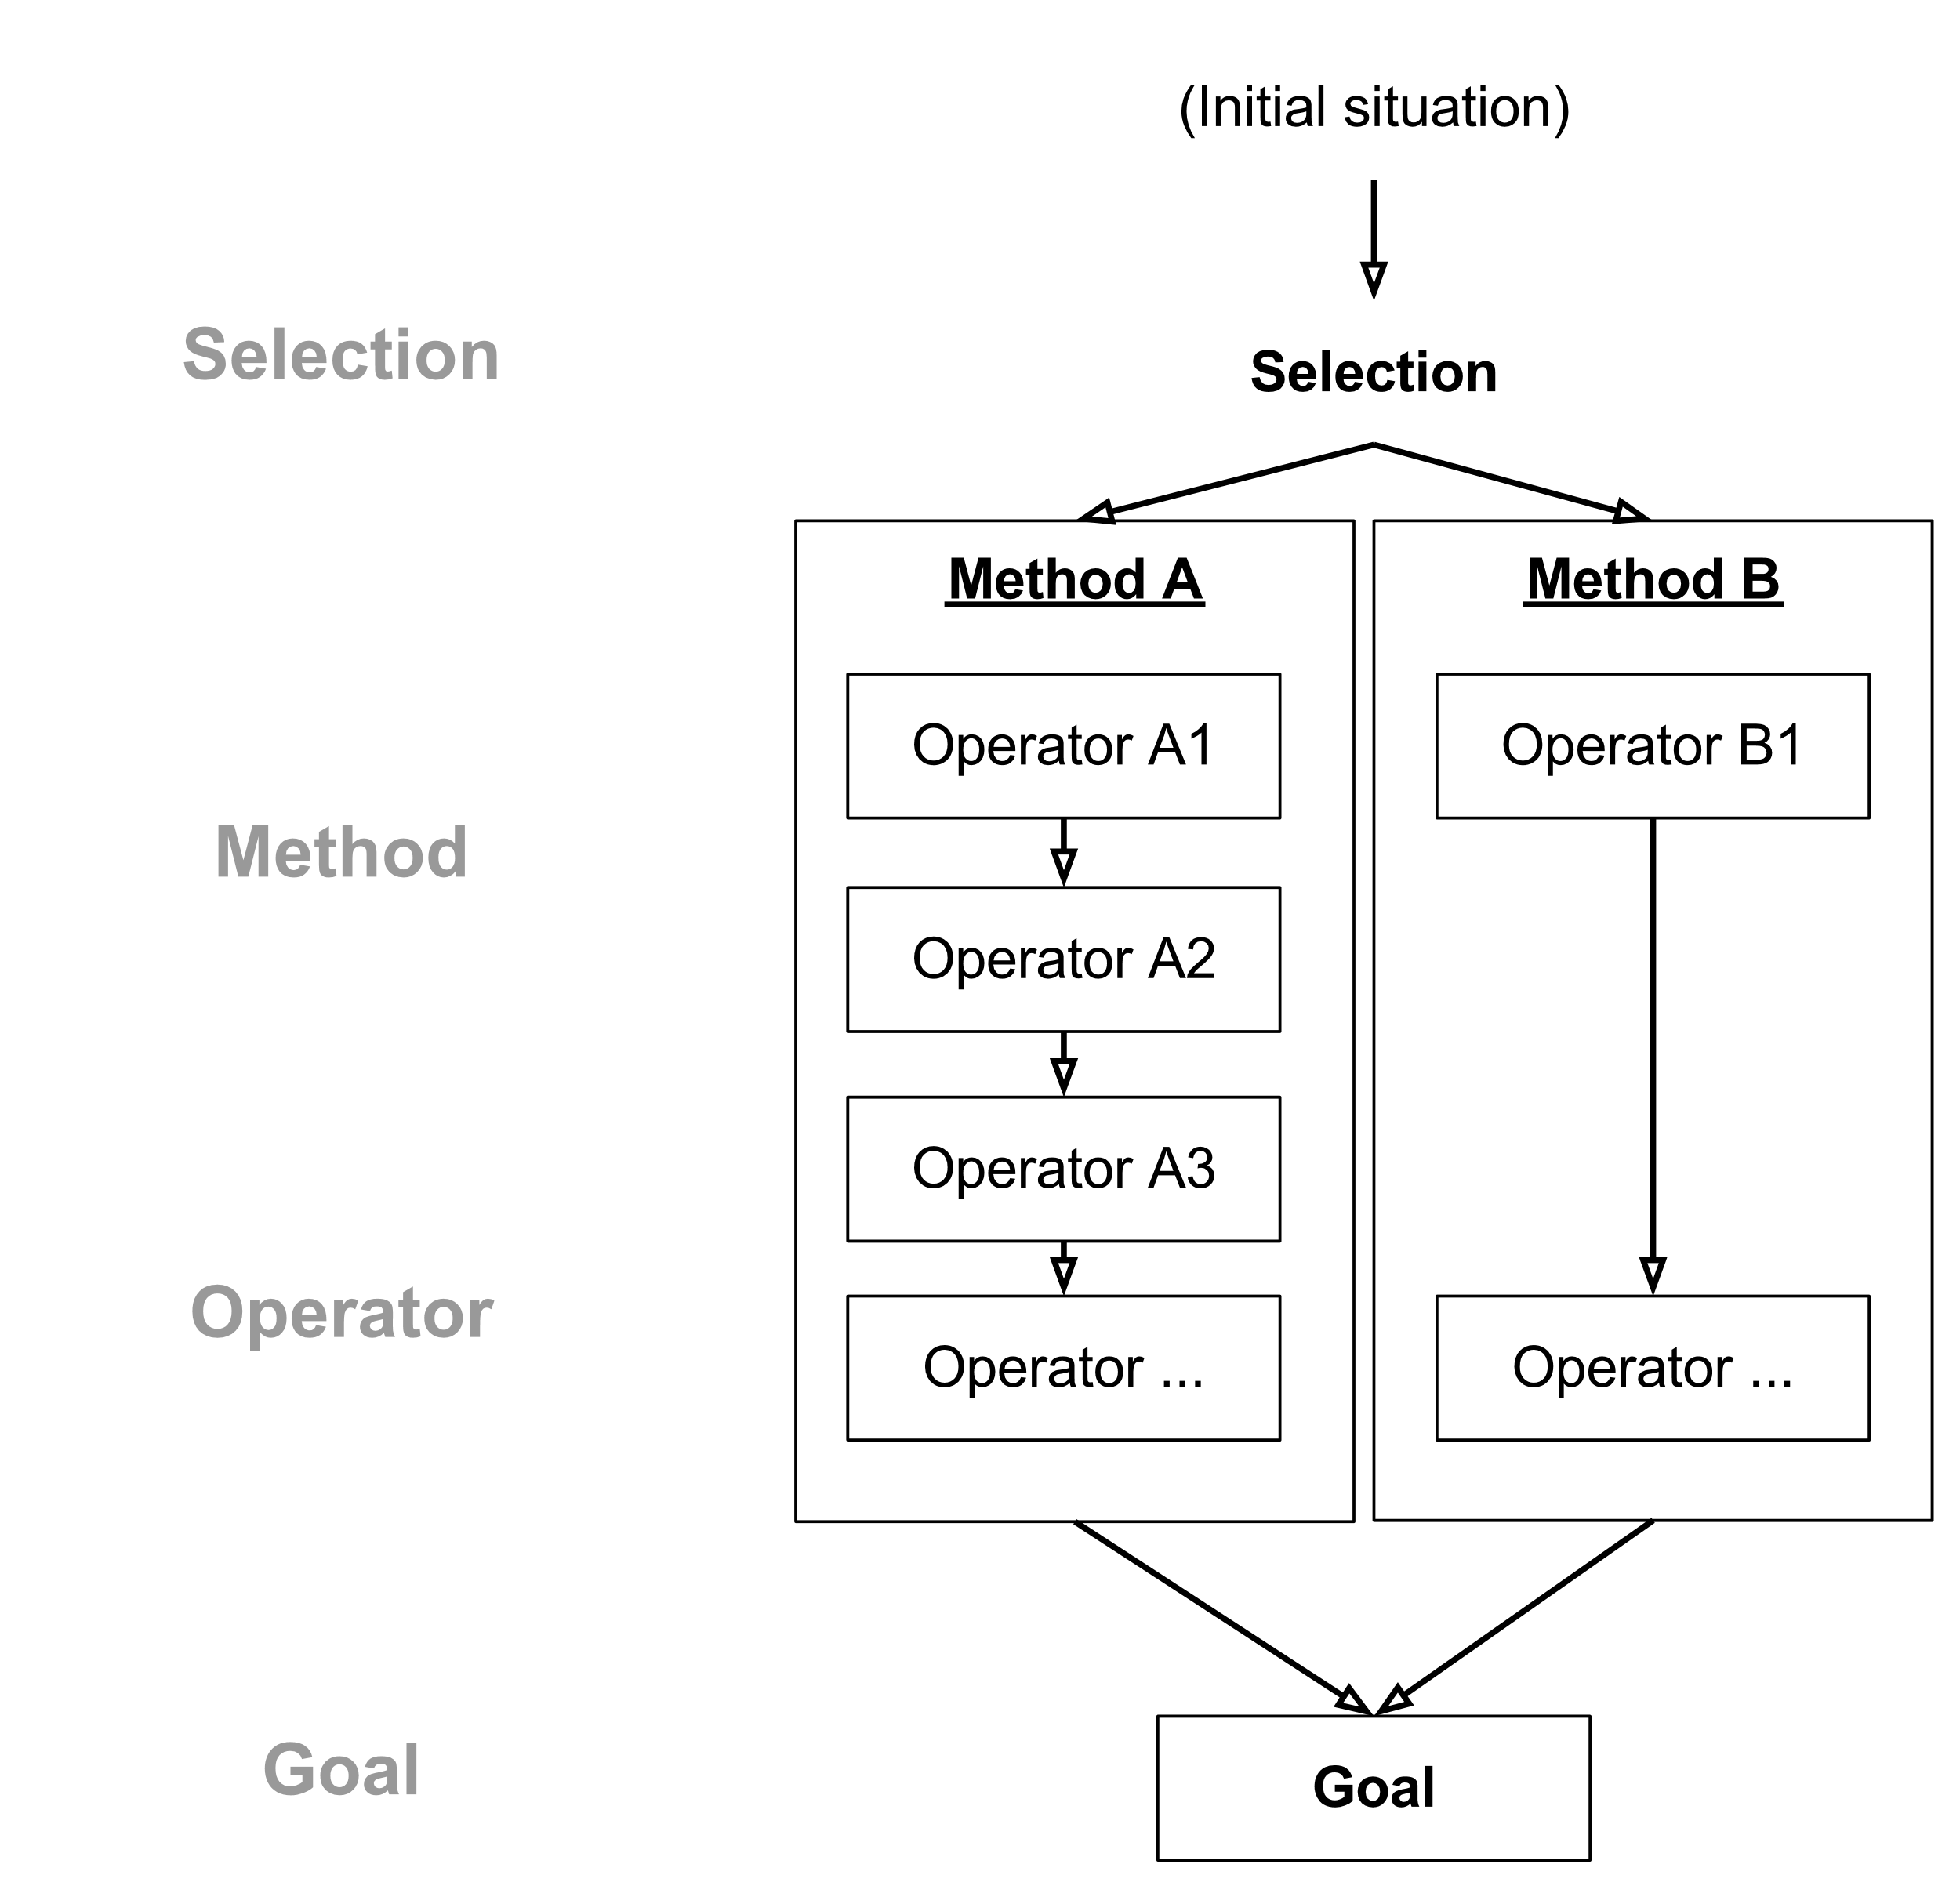 (Initial situation)
Selection
Selection
Method A
Method B
Operator A1
Operator B1
Method
Operator A2
Operator A3
Operator
Operator ...
Operator ...
Goal
Goal